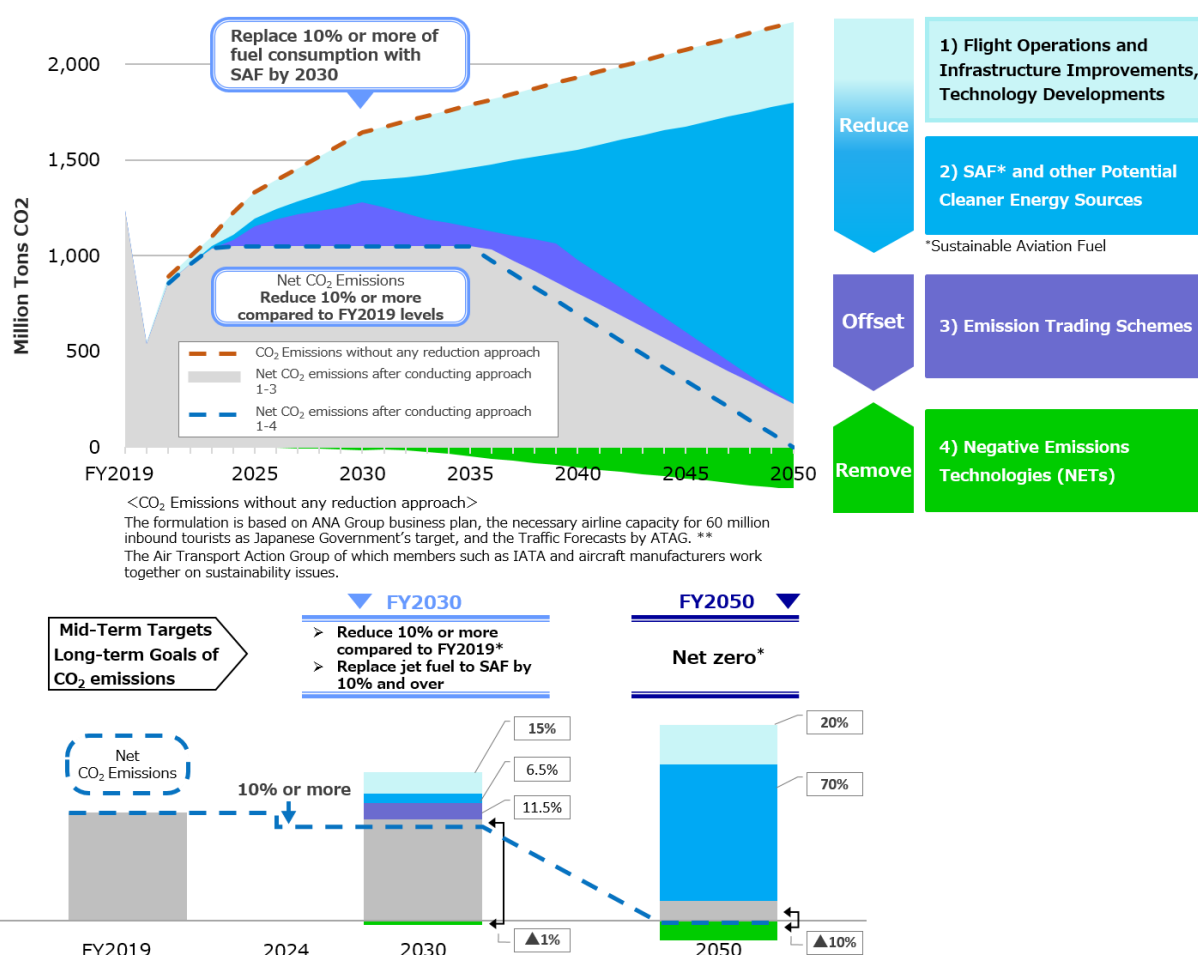 Million Tons CO2
2,000
1,500
1,000
500
0
Replace 10% or more of
fuel consumption with
SAF by 2030
Net CO₂ Emissions
Reduce 10% or more
compared to FY2019 levels
CO₂ Emissions without any reduction approach
Net CO₂ emissions after conducting approach
1-3
Net CO₂ emissions after conducting approach
1-4
FY2019
2025
2030
2035
2040
2045
2050
Reduce
1) Flight Operations and
Infrastructure Improvements,
Technology Developments
2) SAF* and other Potential
Cleaner Energy Sources
*Sustainable Aviation Fuel
Offset
3) Emission Trading Schemes
Remove
4) Negative Emissions
Technologies (NETs)
<CO₂ Emissions without any reduction approach>
The formulation is based on ANA Group business plan, the necessary airline capacity for 60 million
inbound tourists as Japanese Government's target, and the Traffic Forecasts by ATAG. **
The Air Transport Action Group of which members such as IATA and aircraft manufacturers work
together on sustainability issues.
Mid-Term Targets
Long-term Goals of
CO₂ emissions
FY2030
➢ Reduce 10% or more
compared to FY2019*
➢ Replace jet fuel to SAF by
10% and over
FY2050
Net zero*
Net
CO₂ Emissions
10% or more
15%
6.5%
11.5%
▲1%
20%
70%
▲10%
FY2019
2024
2030
2050